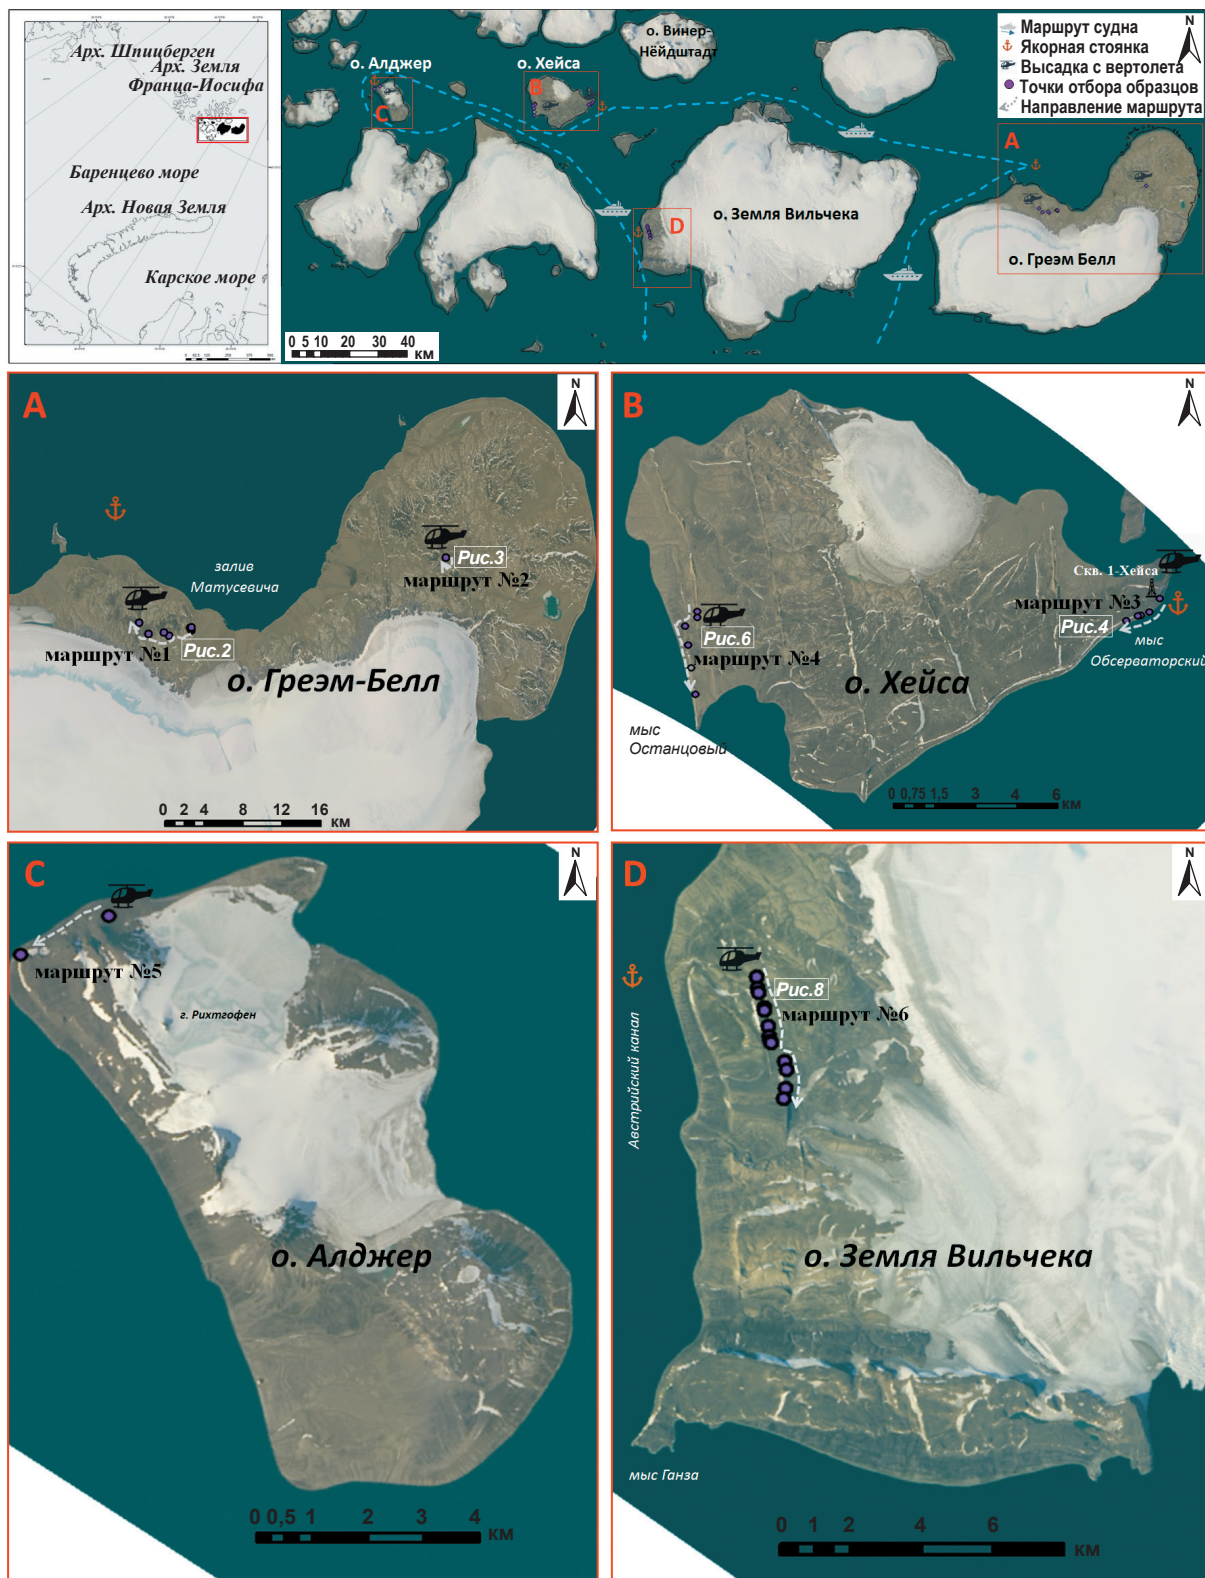 Арх. Шпицберген
Арх. Земля
Франца-Иосифа
Баренцево море
Арх. Новая Земля
Карское море
о. Алджер
о. Хейса
о. Винер-
Нёйдштадт
о. Земля Вильчека
о. Греэм Белл
A
B
C
D
N
Маршрут судна
Якорная стоянка
Высадка с вертолета
Точки отбора образцов
Направление маршрута
0 5 10 20 30 40
км
A
N
залив
Матусевича
Рис.3
маршрут №2
Рис.2
маршрут №1
о. Греэм-Белл
0 2 4 8 12 16
км
B
N
Скв. 1-Хейса
маршрут №3
Рис.4
мыс
Обсерваторский
Рис.6
маршрут №4
о. Хейса
мыс
Останцовый
0 0,75 1,5 3 4 6
км
C
N
маршрут №5
г. Рихтгофен
о. Алджер
0 0,5 1 2 3 4
км
D
N
Рис.8
маршрут №6
Австрийский канал
о. Земля Вильчека
мыс Ганза
0 1 2 4 6
км